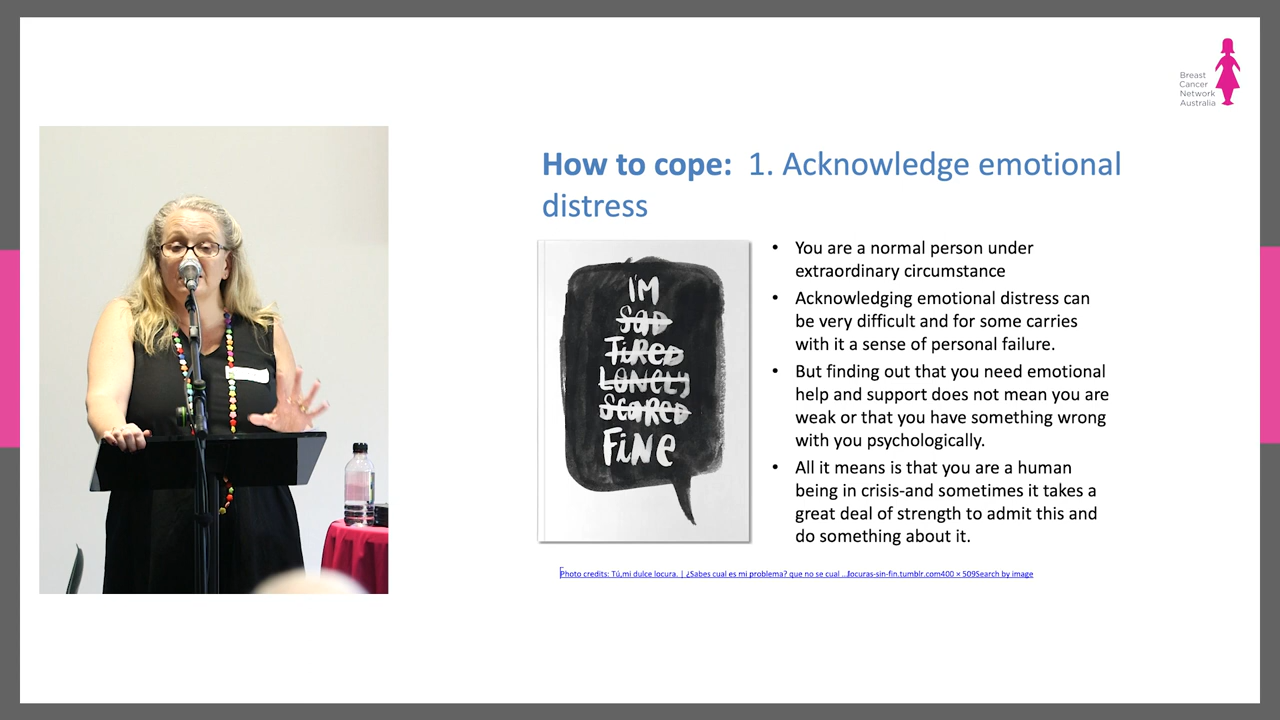 Breast
Cancer
Network
Australia
How to cope: 1. Acknowledge emotional
distress
I'M
SAD
TIRED
LONELY
SCARED
FINE
• You are a normal person under
extraordinary circumstance
• Acknowledging emotional distress can
be very difficult and for some carries
with it a sense of personal failure.
• But finding out that you need emotional
help and support does not mean you are
weak or that you have something wrong
with you psychologically.
• All it means is that you are a human
being in crisis-and sometimes it takes a
great deal of strength to admit this and
do something about it.
Photo credits: Tú,mi dulce locura. | ¿Sabes cual es mi problema? que no se cual ...locuras-sin-fin.tumblr.com400 × 509Search by image